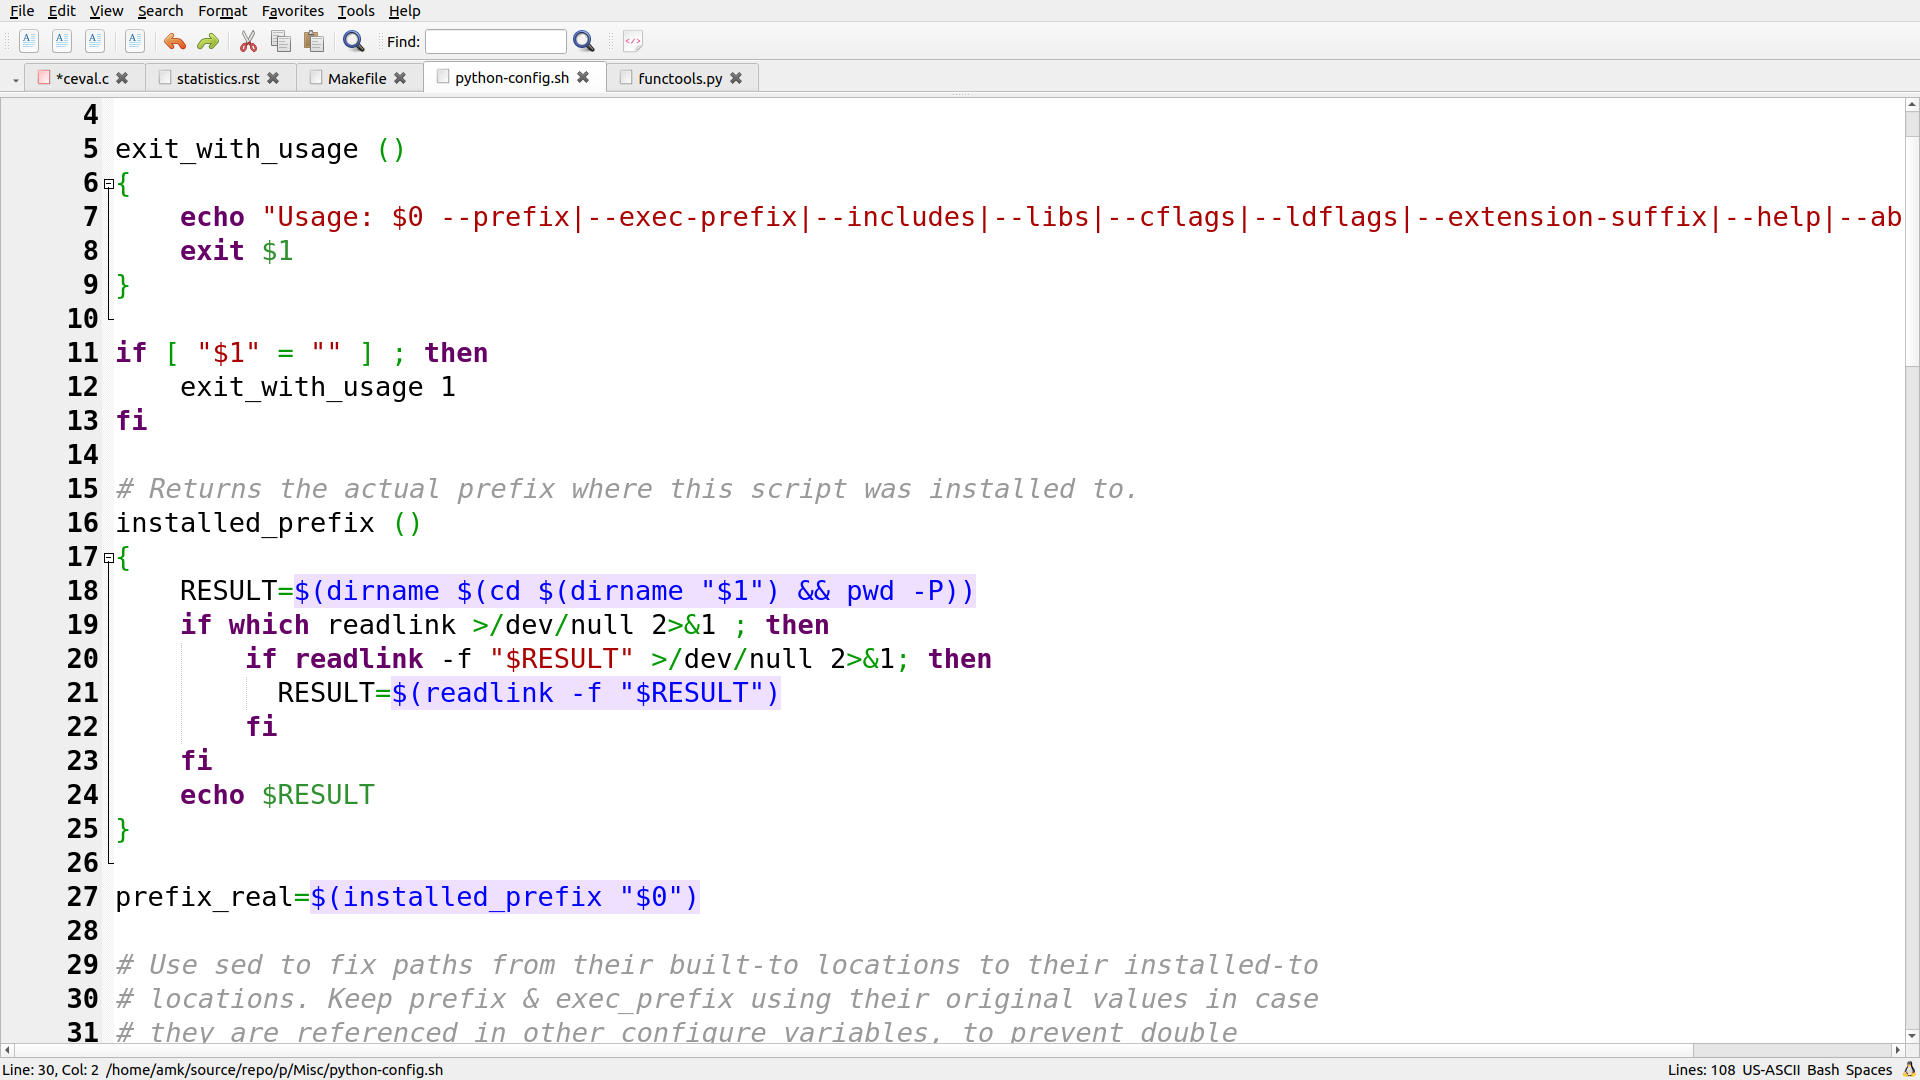 File Edit View Search Format Favorites Tools Help
Find:
*ceval.c statistics.rst Makefile python-config.sh functools.py
4
5 exit_with_usage ()
6 {
7 echo "Usage: $0 --prefix|--exec-prefix|--includes|--libs|--cflags|--ldflags|--extension-suffix|--help|--ab
8 exit $1
9 }
10
11 if [ "$1" = "" ] ; then
12 exit_with_usage 1
13 fi
14
15 # Returns the actual prefix where this script was installed to.
16 installed_prefix ()
17 {
18 RESULT=$(dirname $(cd $(dirname "$1") && pwd -P))
19 if which readlink >/dev/null 2>&1 ; then
20 if readlink -f "$RESULT" >/dev/null 2>&1; then
21 RESULT=$(readlink -f "$RESULT")
22 fi
23 fi
24 echo $RESULT
25 }
26
27 prefix_real=$(installed_prefix "$0")
28
29 # Use sed to fix paths from their built-to locations to their installed-to
30 # locations. Keep prefix & exec_prefix using their original values in case
31 # they are referenced in other configure variables, to prevent double
Line: 30, Col: 2 /home/amk/source/repo/p/Misc/python-config.sh Lines: 108 US-ASCII Bash Spaces